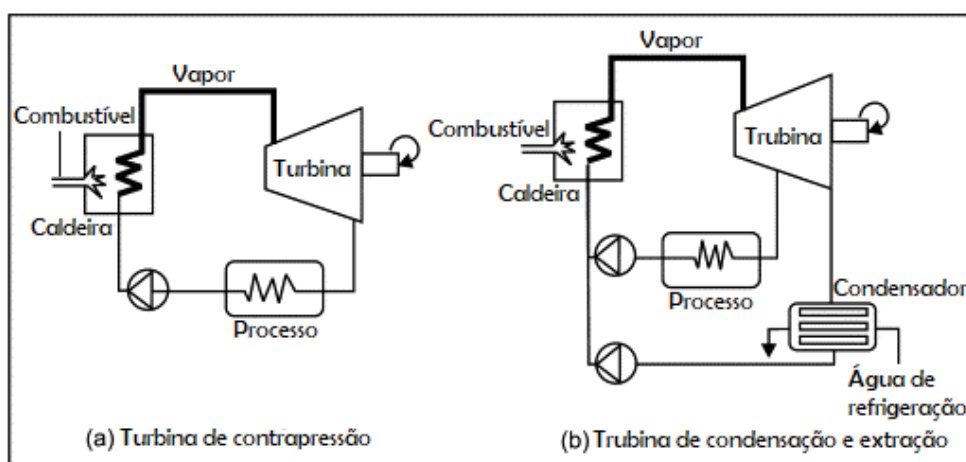 Vapor
Combustível
Turbina
Caldeira
Processo
(a) Turbina de contrapressão
Vapor
Combustível
Trubina
Caldeira
Processo
Condensador
Água de
refrigeração
(b) Trubina de condensação e extração